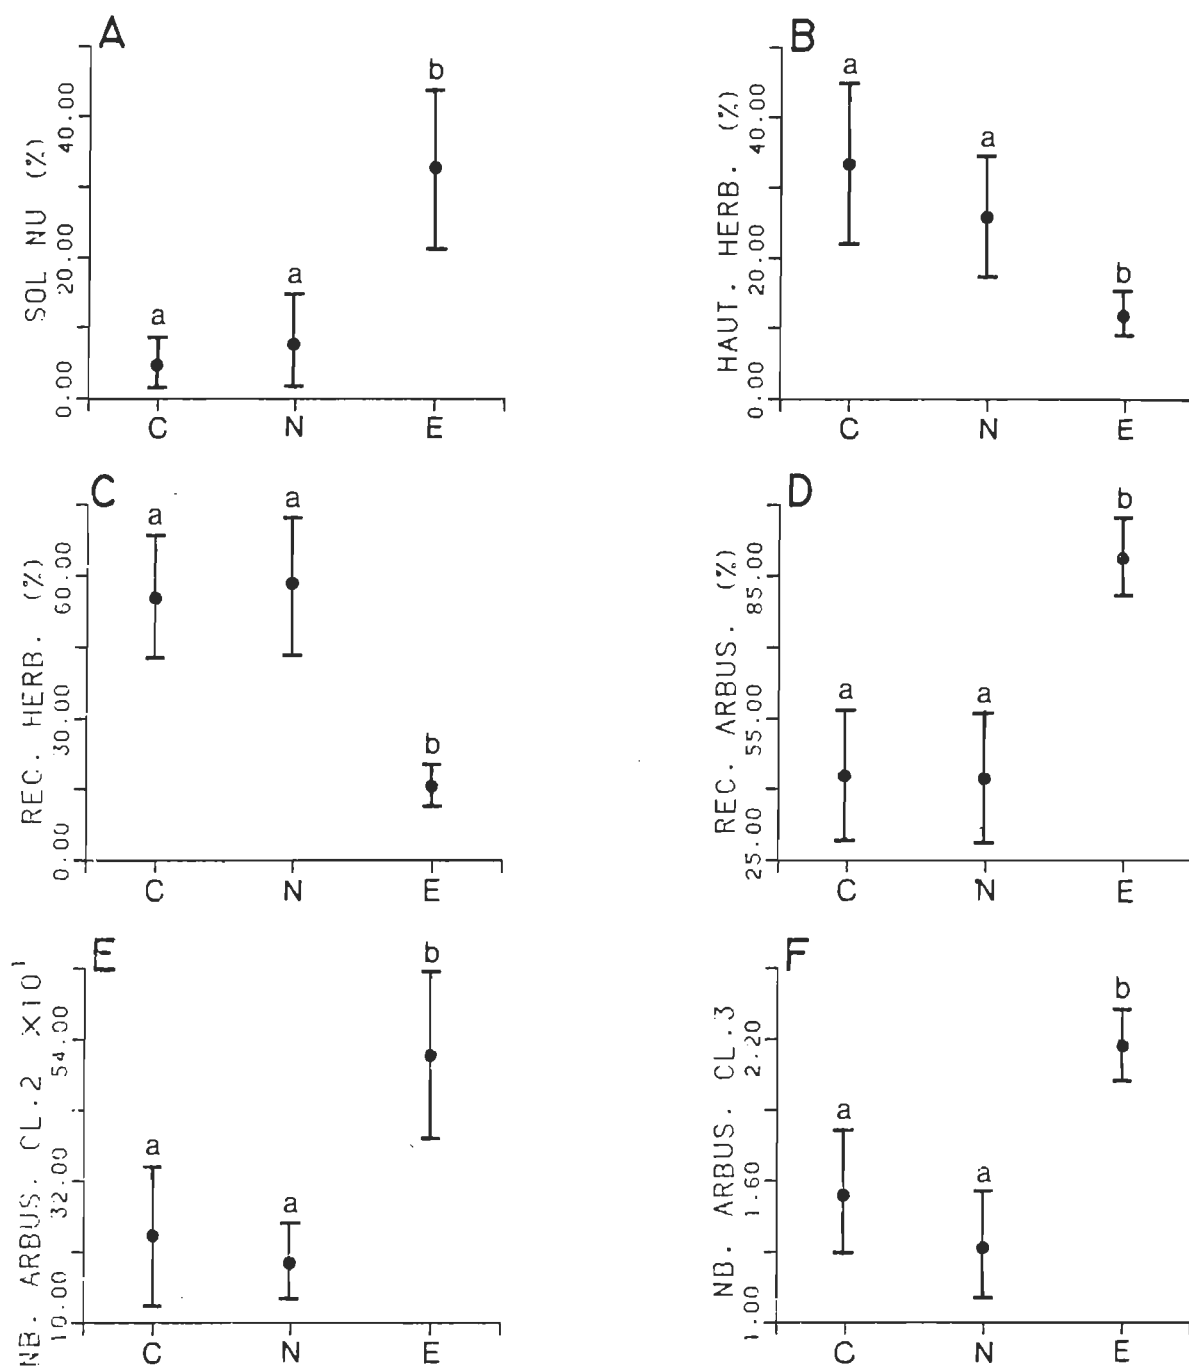 A
SOL NU (%)
40.00
20.00
0.00
a
a
b
C N E
B
HAUT. HERB. (%)
40.00
20.00
0.00
a
a
b
C N E
C
REC. HERB. (%)
60.00
30.00
0.00
a
a
b
C N E
D
REC. ARBUS. (%)
85.00
55.00
25.00
a
a
b
C N E
E
NB. ARBUS. CL.2 X10¹
54.00
32.00
10.00
a
a
b
C N E
F
NB. ARBUS. CL.3
2.20
1.60
1.00
a
a
b
C N E